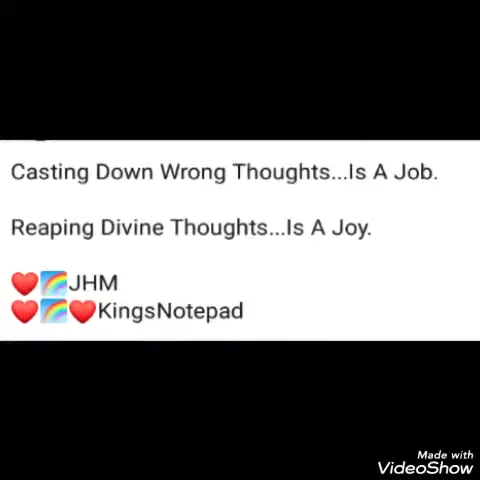 Casting Down Wrong Thoughts...Is A Job.
Reaping Divine Thoughts...Is A Joy.
❤️🌈JHM
❤️🌈❤️KingsNotepad
Made with
VideoShow